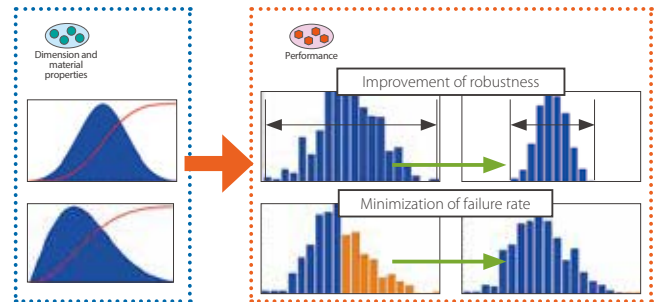 Dimension and
material
properties
Performance
Improvement of robustness
Minimization of failure rate